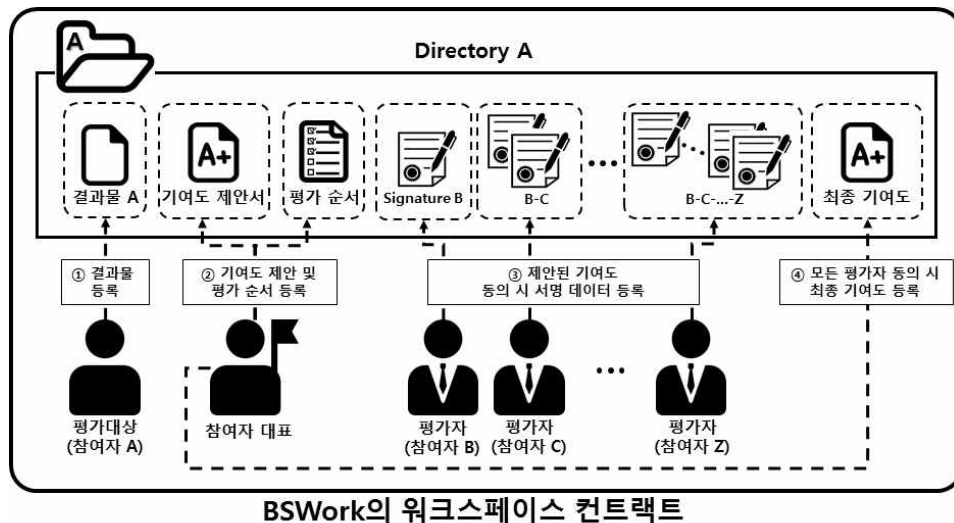 A
Directory A
A+
A+
결과물 A
기여도 제안서
평가 순서
Signature B
B-C
...
B-C-...-Z
최종 기여도
① 결과물
등록
② 기여도 제안 및
평가 순서 등록
③ 제안된 기여도
동의 시 서명 데이터 등록
④ 모든 평가자 동의 시
최종 기여도 등록
평가대상
(참여자 A)
참여자 대표
평가자
(참여자 B)
평가자
(참여자 C)
...
평가자
(참여자 Z)
BSWork의 워크스페이스 컨트랙트